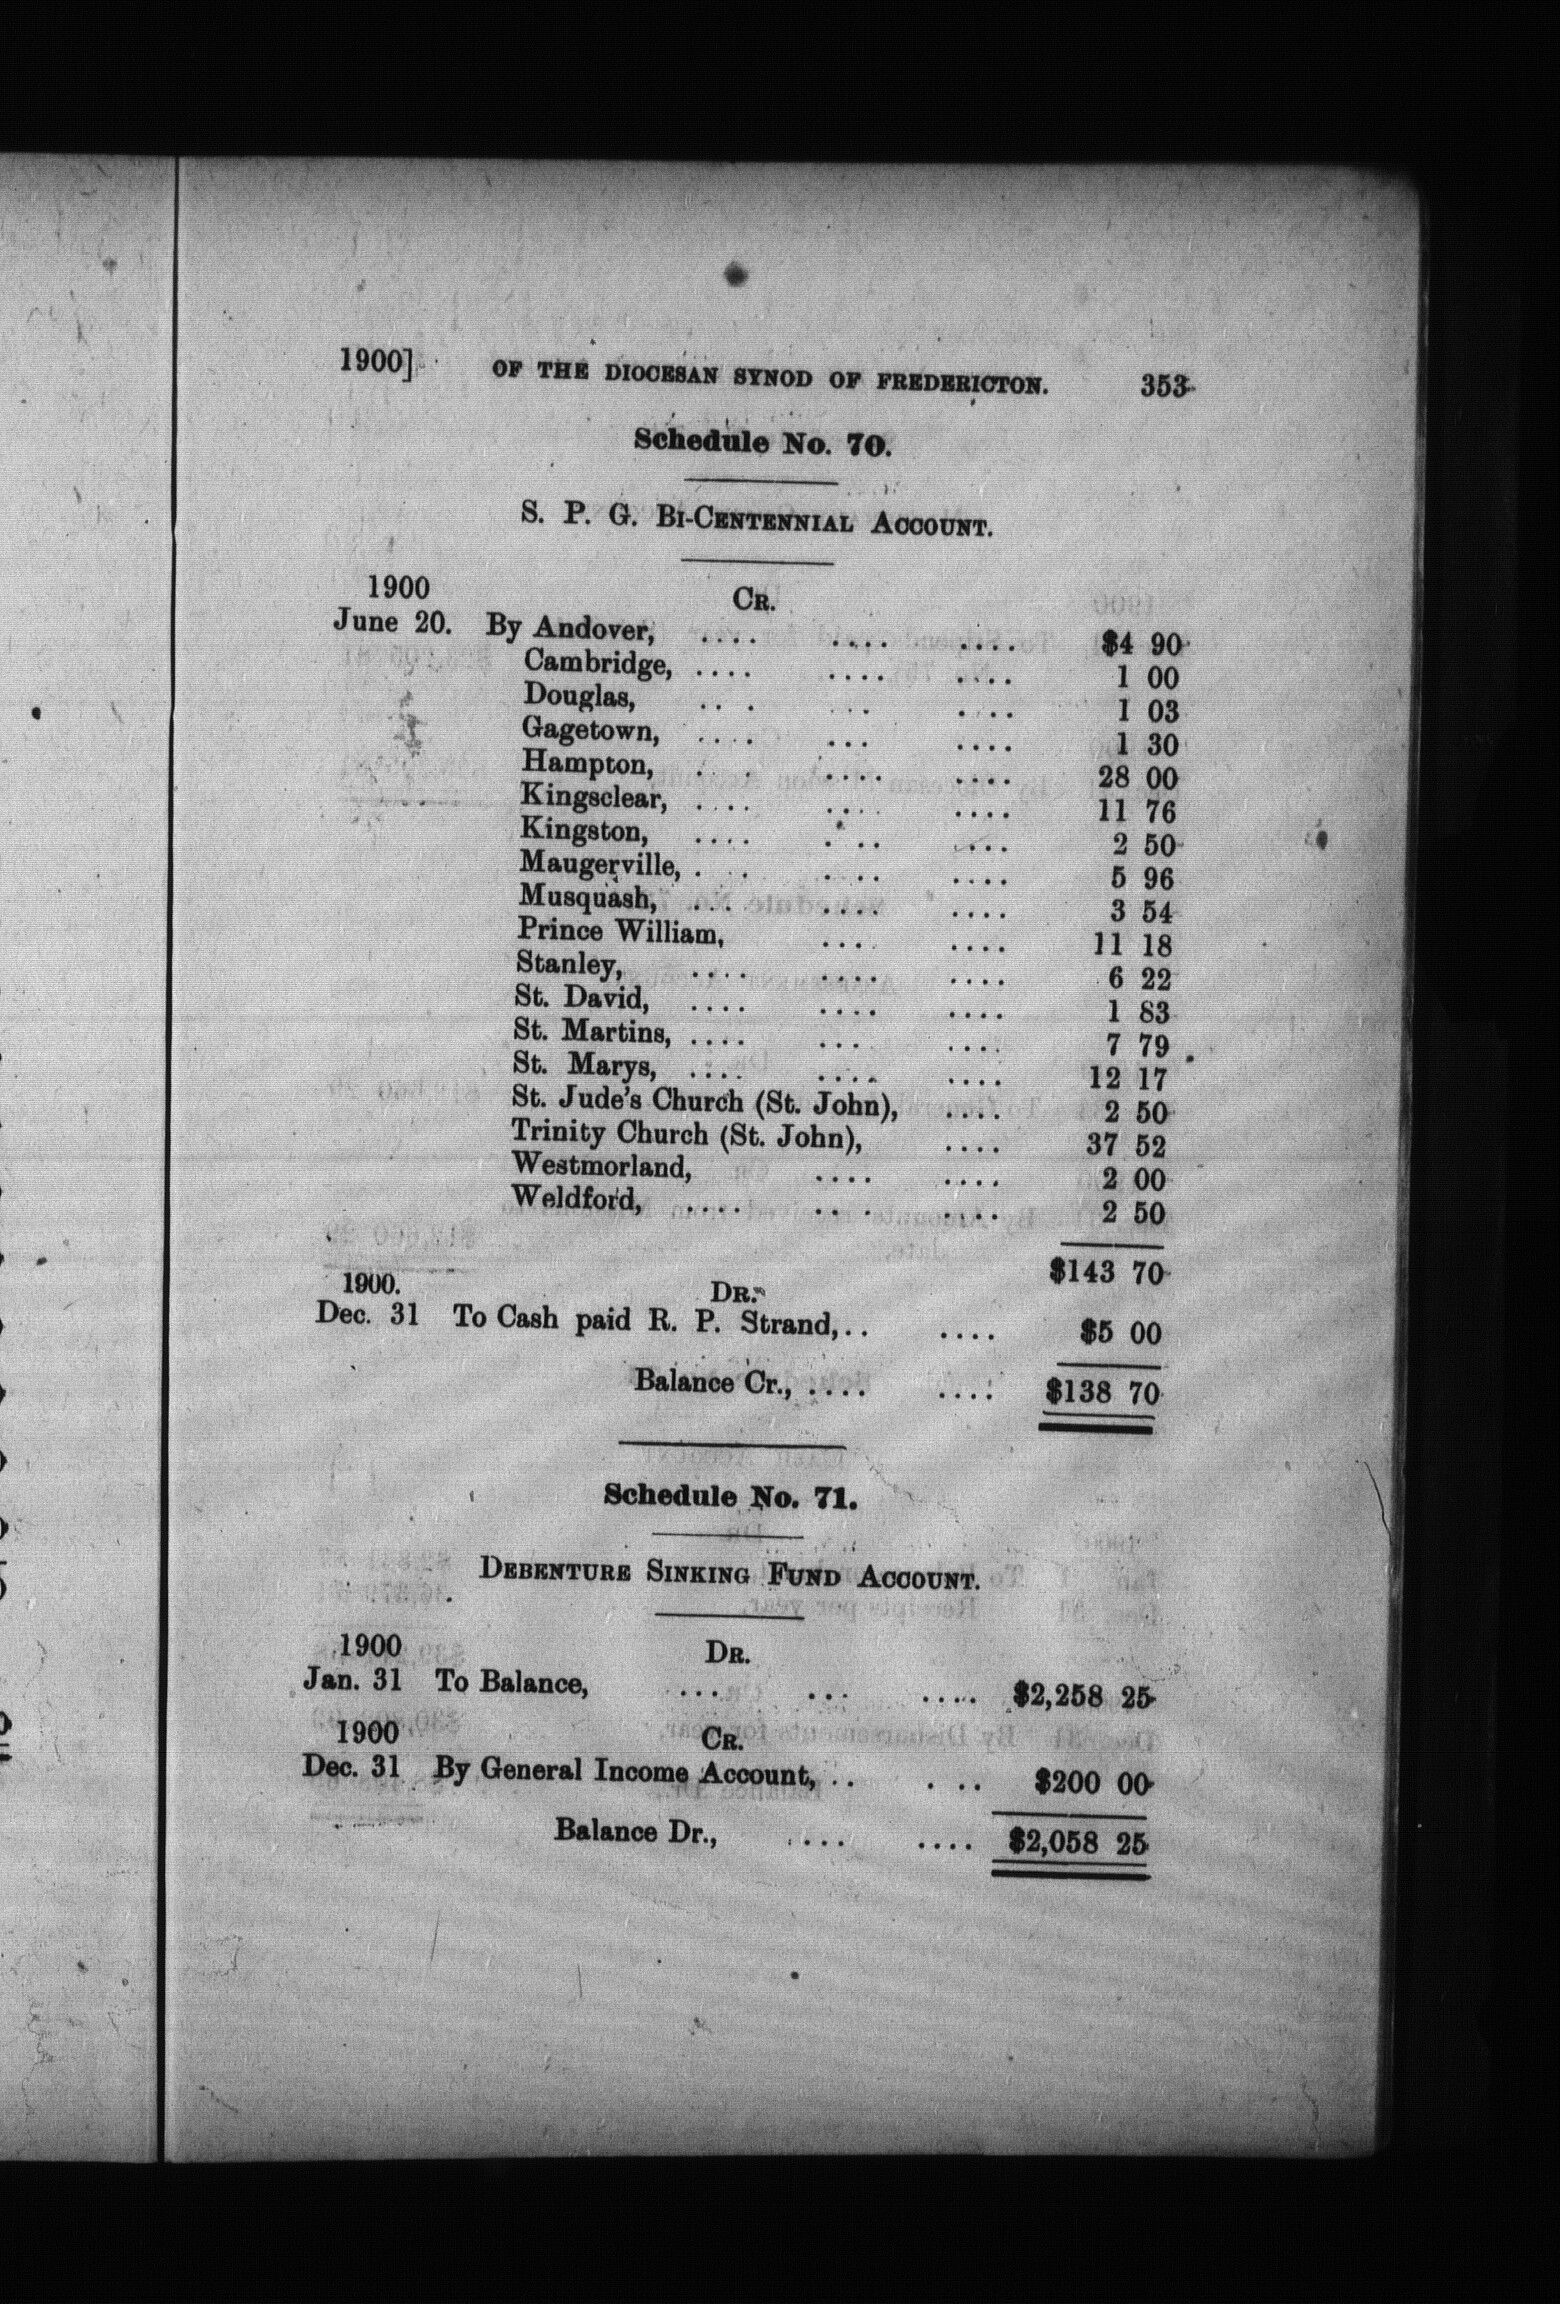 1900] OF THE DIOCESAN SYNOD OF FREDERICTON. 353
Schedule No. 70.
S. P. G. BI-CENTENNIAL ACCOUNT.
1900 CR.
June 20. By Andover, .... .... .... $4 90
Cambridge, .... .... .... 1 00
Douglas, ... ... .... 1 03
Gagetown, .... ... .... 1 30
Hampton, ... .... .... 28 00
Kingsclear, .... .... .... 11 76
Kingston, .... ... ... 2 50
Maugerville, ... ... .... 5 96
Musquash, ... .... .... 3 54
Prince William, .... .... 11 18
Stanley, .... .... .... 6 22
St. David, .... .... .... 1 83
St. Martins, .... ... .... 7 79
St. Marys, .... .... .... 12 17
St. Jude's Church (St. John), .... 2 50
Trinity Church (St. John), .... 37 52
Westmorland, .... .... 2 00
Weldford, .... ... .... 2 50
$143 70
1900. DR.
Dec. 31 To Cash paid R. P. Strand, .. .... $5 00
Balance Cr., .... .... $138 70
Schedule No. 71.
DEBENTURE SINKING FUND ACCOUNT.
1900 DR.
Jan. 31 To Balance, ... ... .... $2,258 25
1900 CR.
Dec. 31 By General Income Account, .. ... $200 00
Balance Dr., .... .... $2,058 25